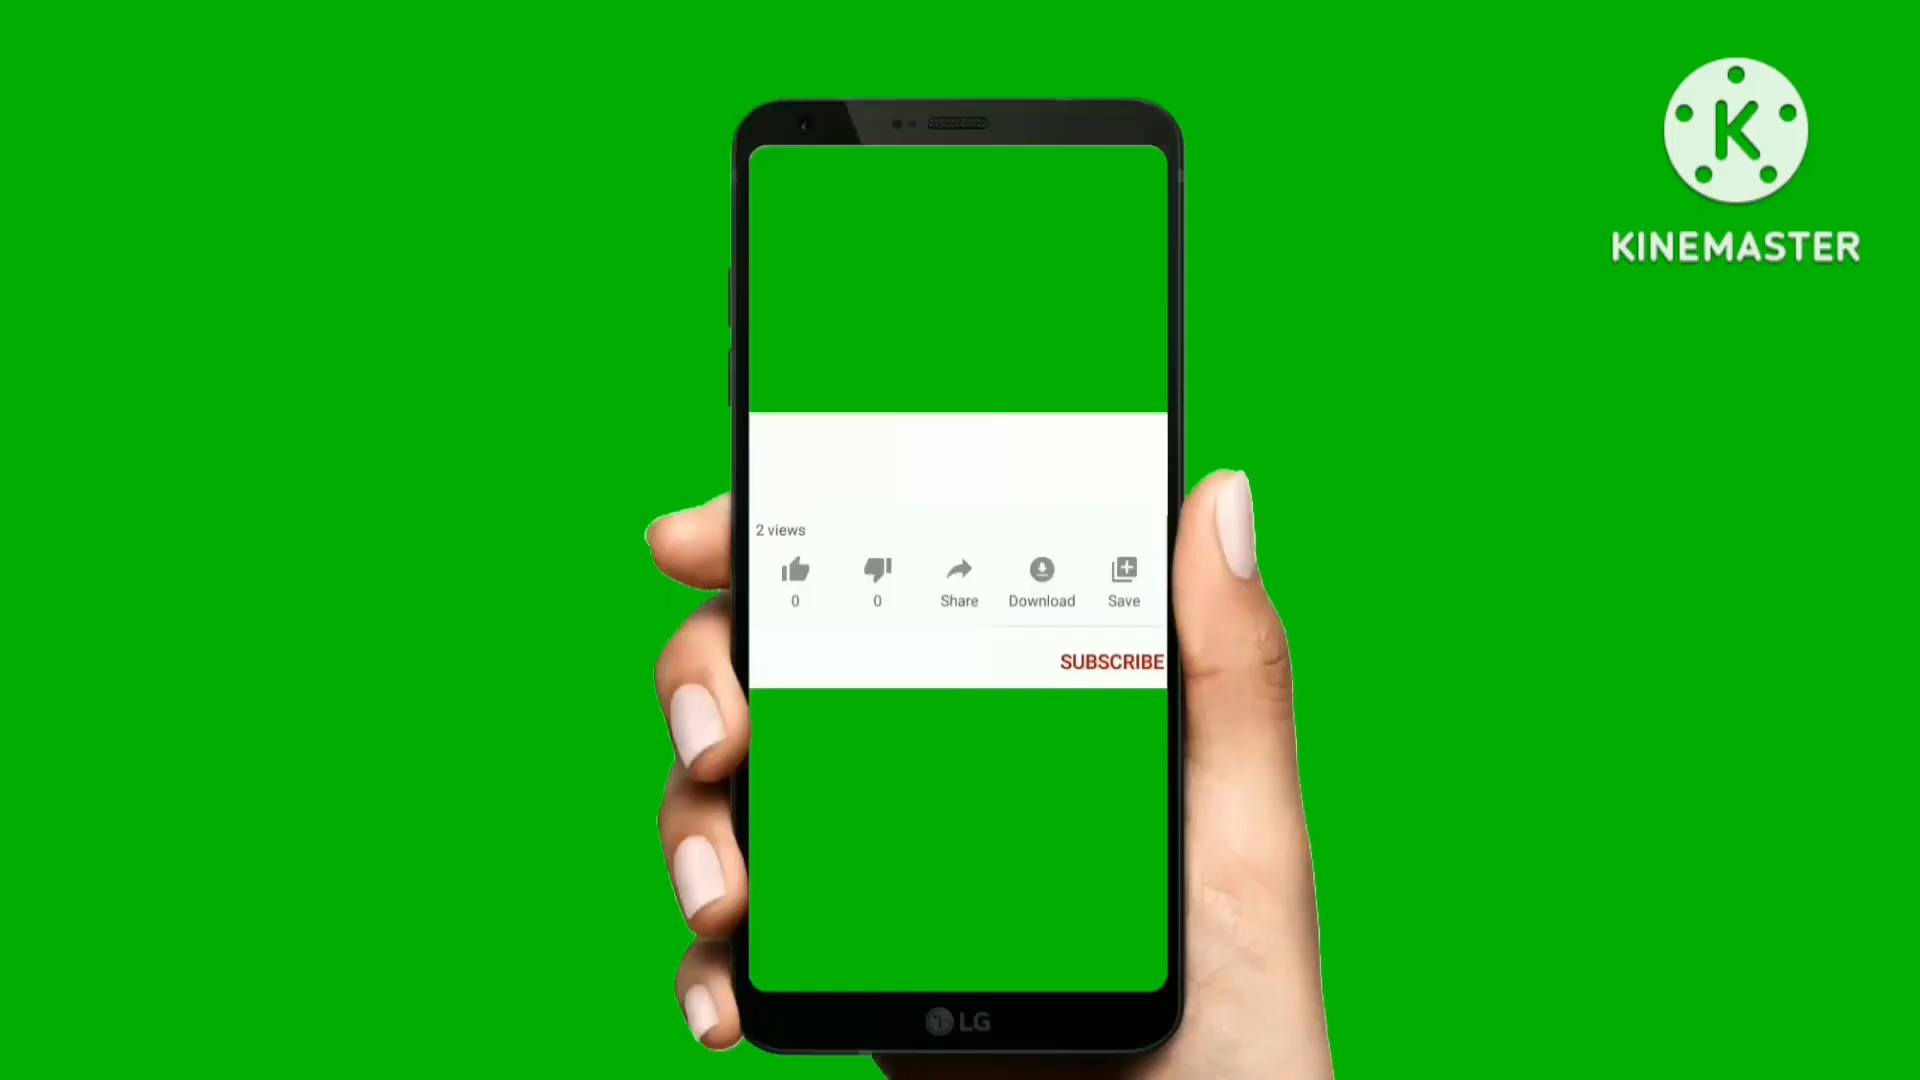 K
KINEMASTER
2 views
0 0 Share Download Save
SUBSCRIBE
LG